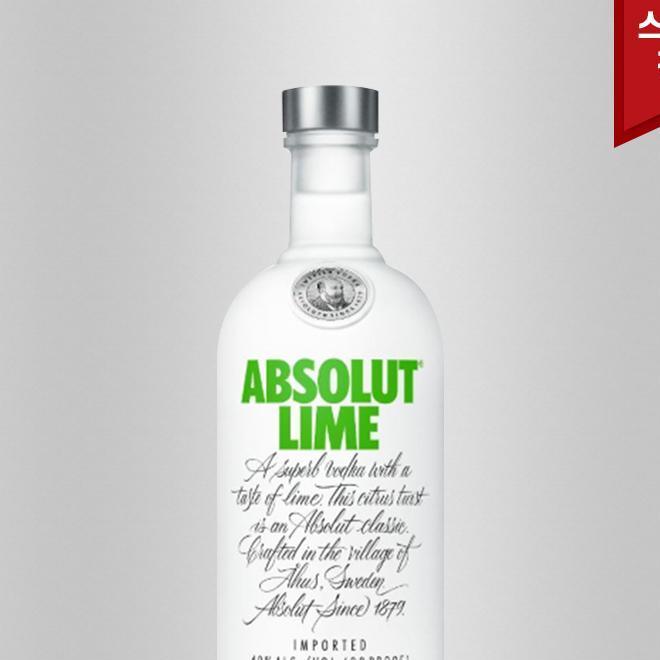 ABSOLUT®
LIME
A superb vodka with a
taste of lime. This citrus twist
is an Absolut classic.
Crafted in the village of
Åhus, Sweden
Absolut Since 1879.
IMPORTED